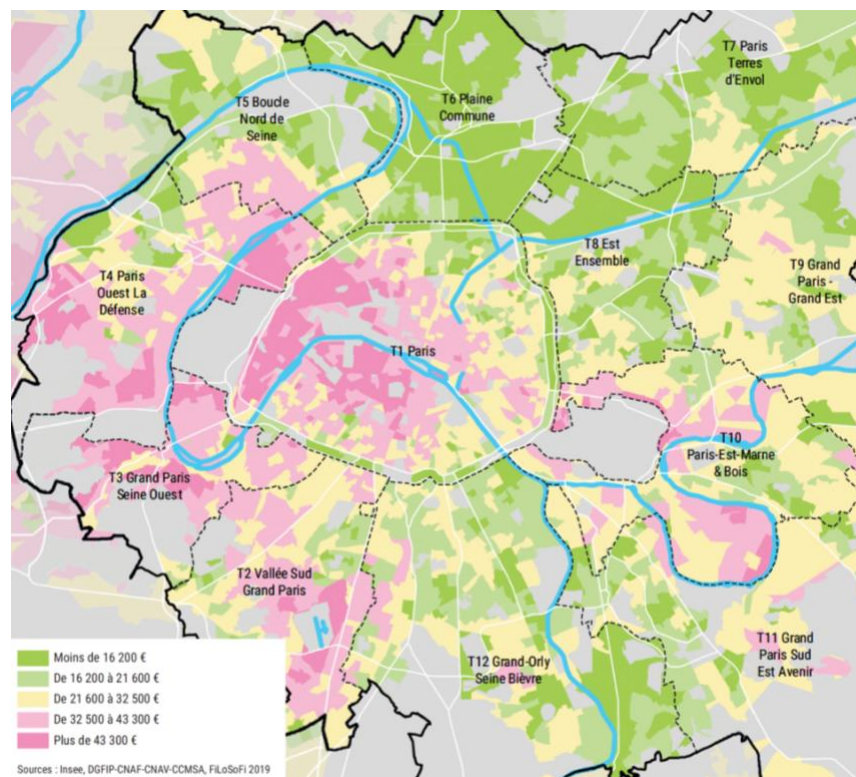 T7 Paris
Terres
d'Envol
T5 Boucle
Nord de
Seine
T6 Plaine
Commune
T8 Est
Ensemble
T9 Grand
Paris -
Grand Est
T4 Paris
Ouest La
Défense
T1 Paris
T10
Paris-Est-Marne
& Bois
T3 Grand Paris
Seine Ouest
T2 Vallée Sud
Grand Paris
T12 Grand-Orly
Seine Bièvre
T11 Grand
Paris Sud
Est Avenir
Moins de 16 200 €
De 16 200 à 21 600 €
De 21 600 à 32 500 €
De 32 500 à 43 300 €
Plus de 43 300 €
Sources : Insee, DGFIP-CNAF-CNAV-CCMSA, FiLoSoFi 2019